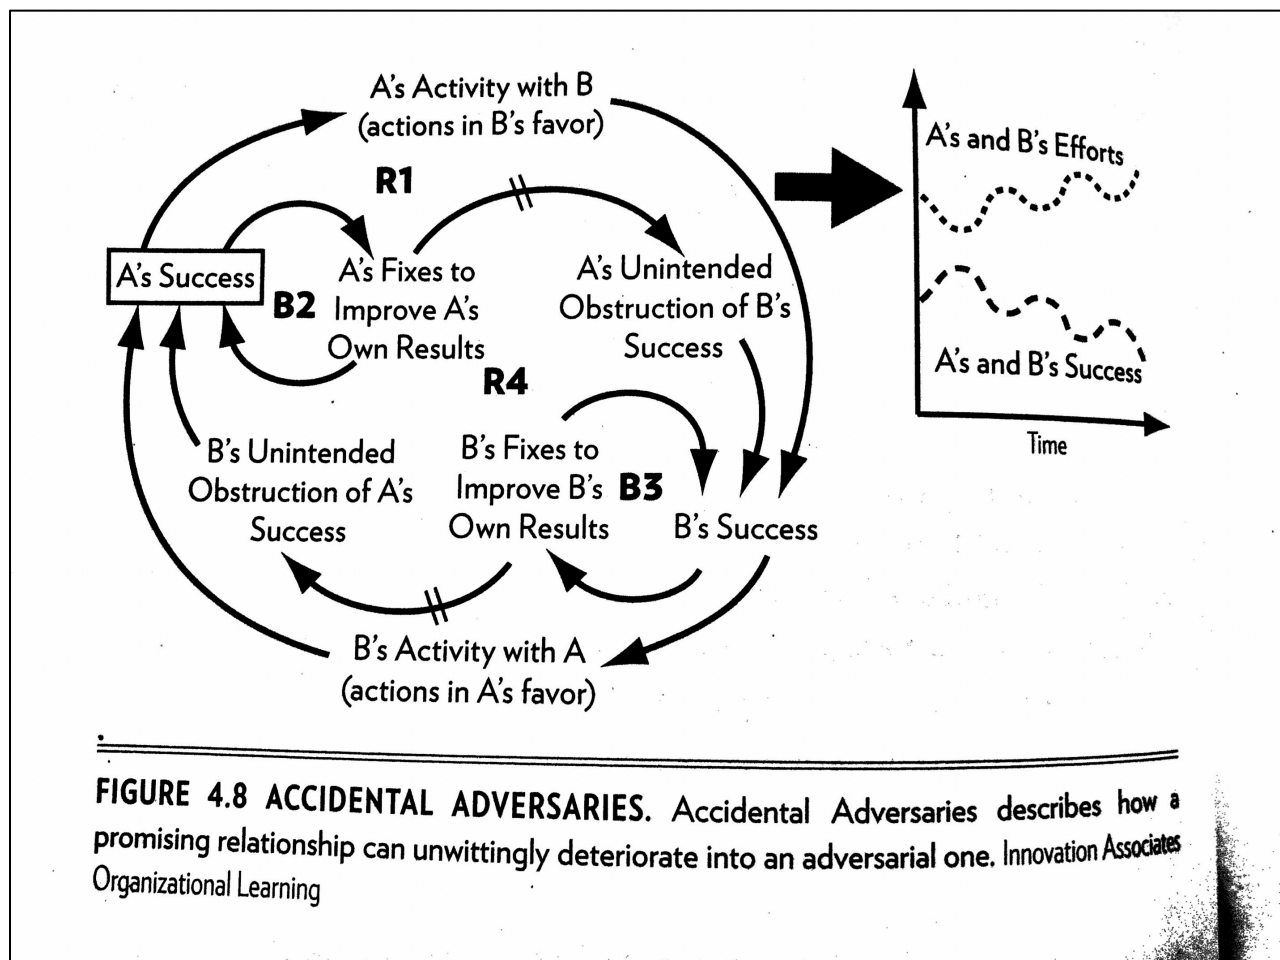 A's Activity with B
(actions in B's favor)
R1
A's Success
B2
A's Fixes to
Improve A's
Own Results
A's Unintended
Obstruction of B's
Success
R4
B's Unintended
Obstruction of A's
Success
B's Fixes to
Improve B's
Own Results
B3
B's Success
B's Activity with A
(actions in A's favor)
A's and B's Efforts
A's and B's Success
Time
FIGURE 4.8 ACCIDENTAL ADVERSARIES. Accidental Adversaries describes how a
promising relationship can unwittingly deteriorate into an adversarial one. Innovation Associates
Organizational Learning